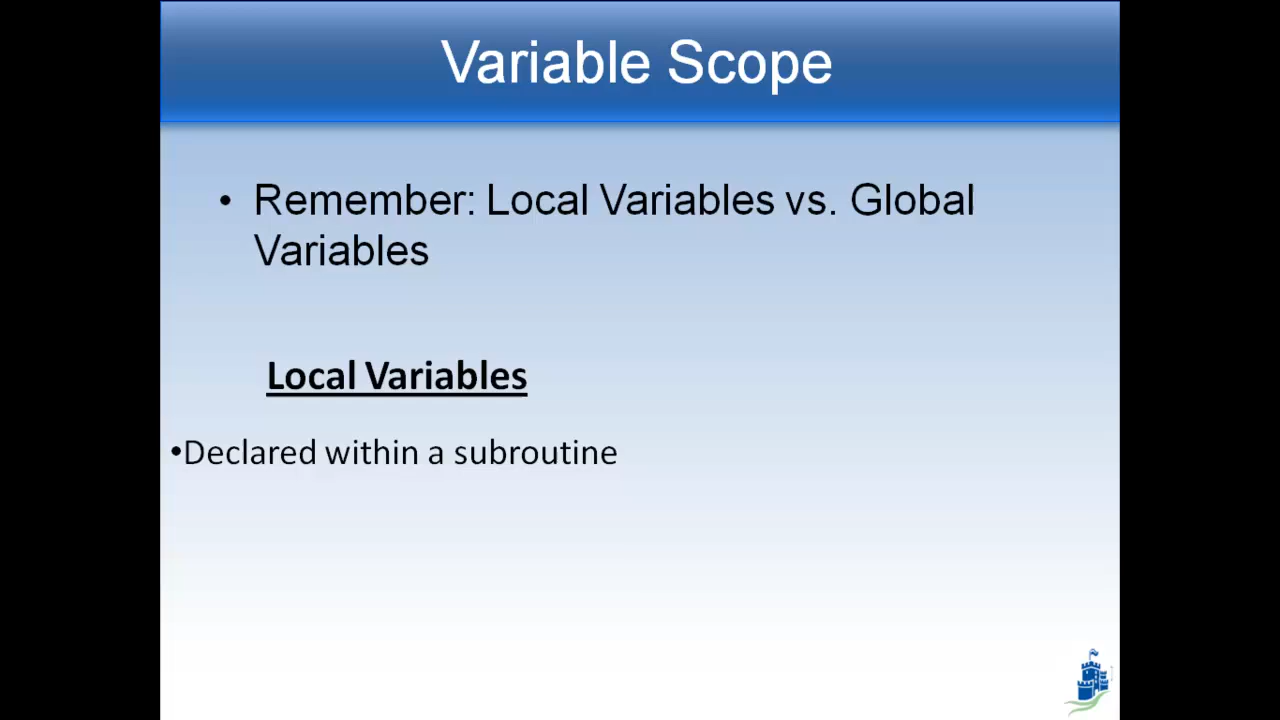 Variable Scope
• Remember: Local Variables vs. Global
Variables
Local Variables
•Declared within a subroutine